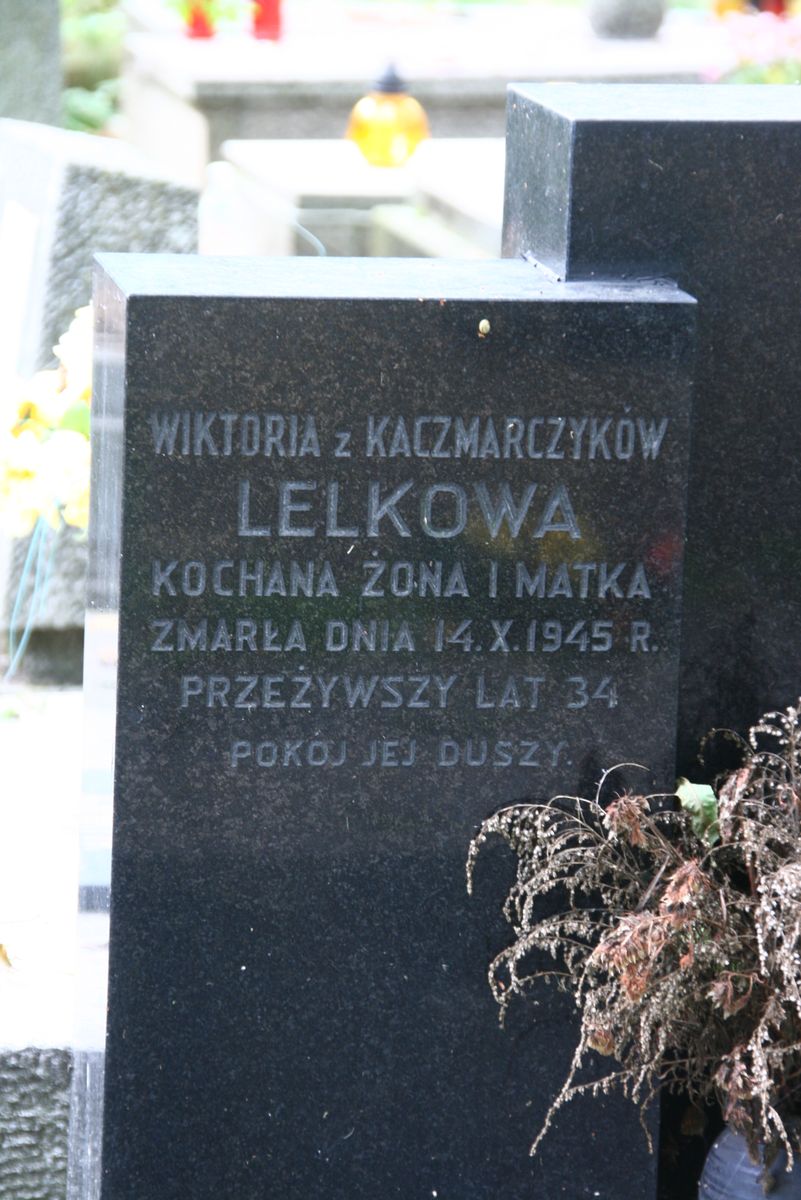 WIKTORIA z KACZMARCZYKÓW
LELKOWA
KOCHANA ŻONA I MATKA
ZMARŁA DNIA 14.X.1945 R.
PRZEŻYWSZY LAT 34
POKÓJ JEJ DUSZY.